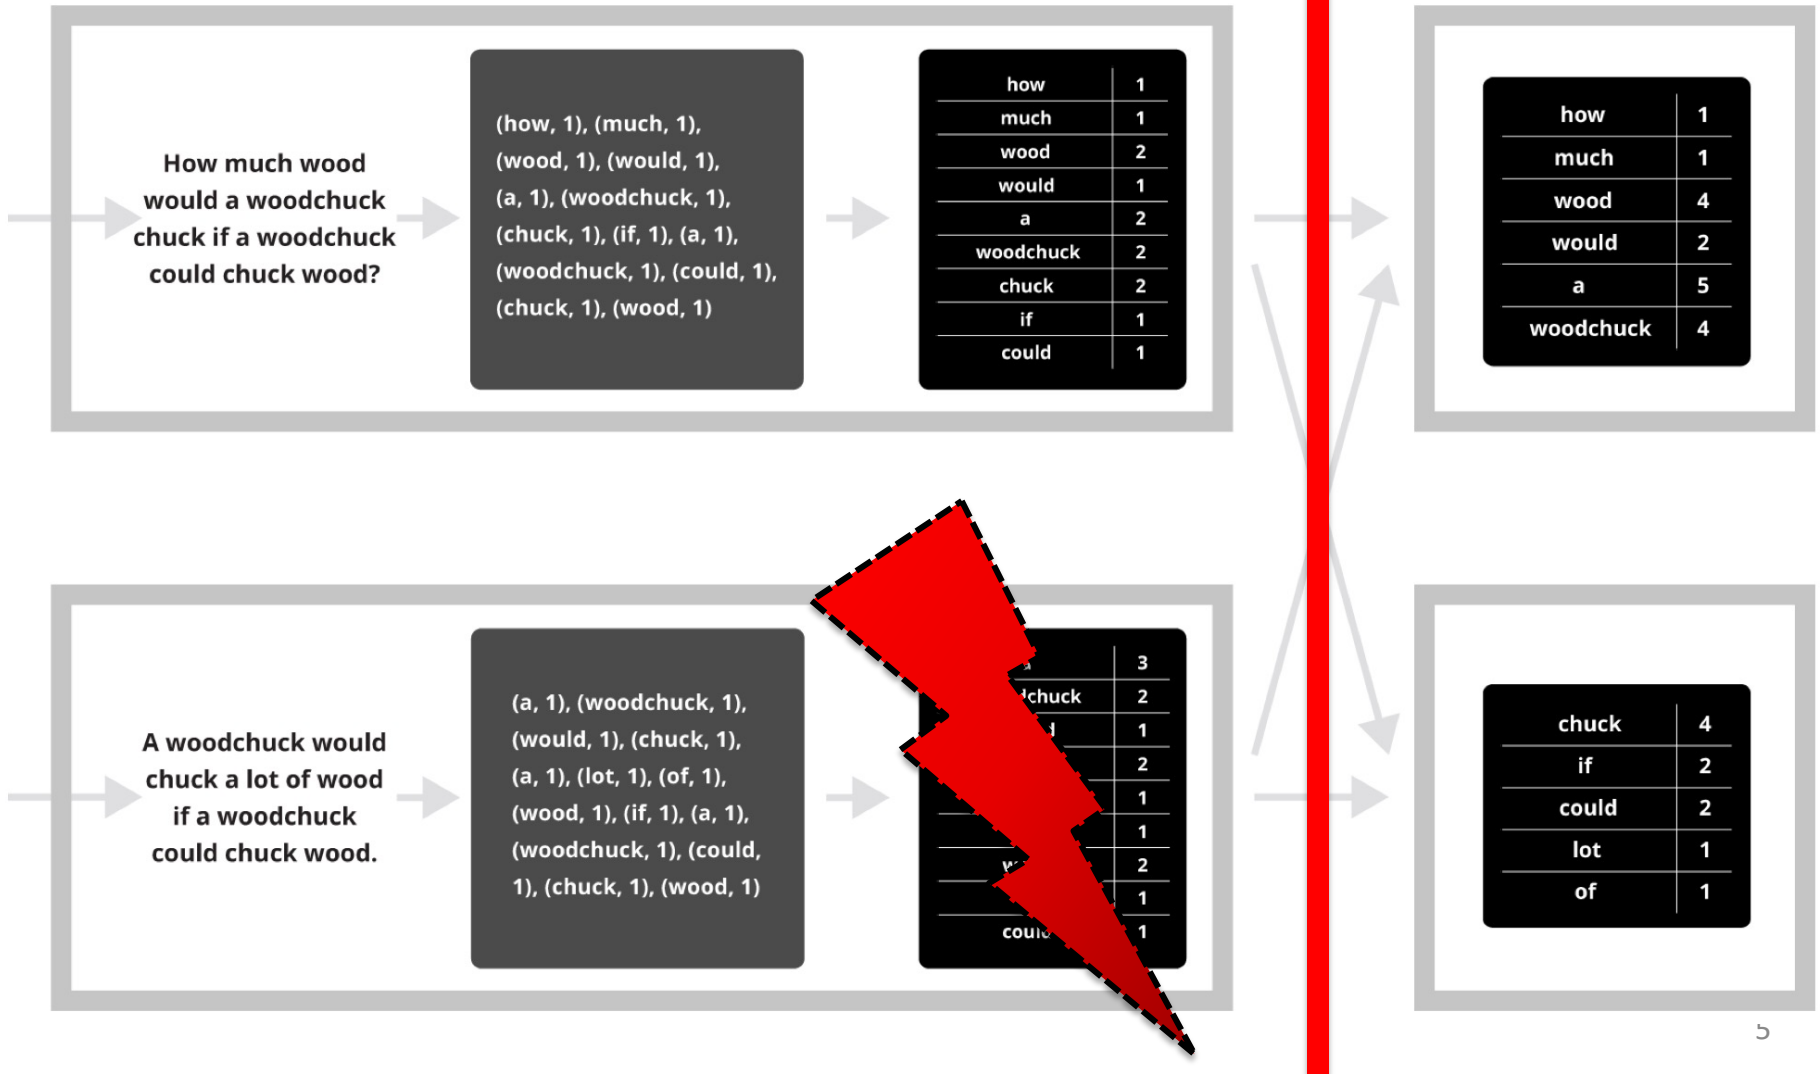 How much wood
would a woodchuck
chuck if a woodchuck
could chuck wood?
(how, 1), (much, 1),
(wood, 1), (would, 1),
(a, 1), (woodchuck, 1),
(chuck, 1), (if, 1), (a, 1),
(woodchuck, 1), (could, 1),
(chuck, 1), (wood, 1)
how 1
much 1
wood 2
would 1
a 2
woodchuck 2
chuck 2
if 1
could 1
how 1
much 1
wood 4
would 2
a 5
woodchuck 4
A woodchuck would
chuck a lot of wood
if a woodchuck
could chuck wood.
(a, 1), (woodchuck, 1),
(would, 1), (chuck, 1),
(a, 1), (lot, 1), (of, 1),
(wood, 1), (if, 1), (a, 1),
(woodchuck, 1), (could,
1), (chuck, 1), (wood, 1)
3
2
1
2
1
1
2
1
1
chuck 4
if 2
could 2
lot 1
of 1
5